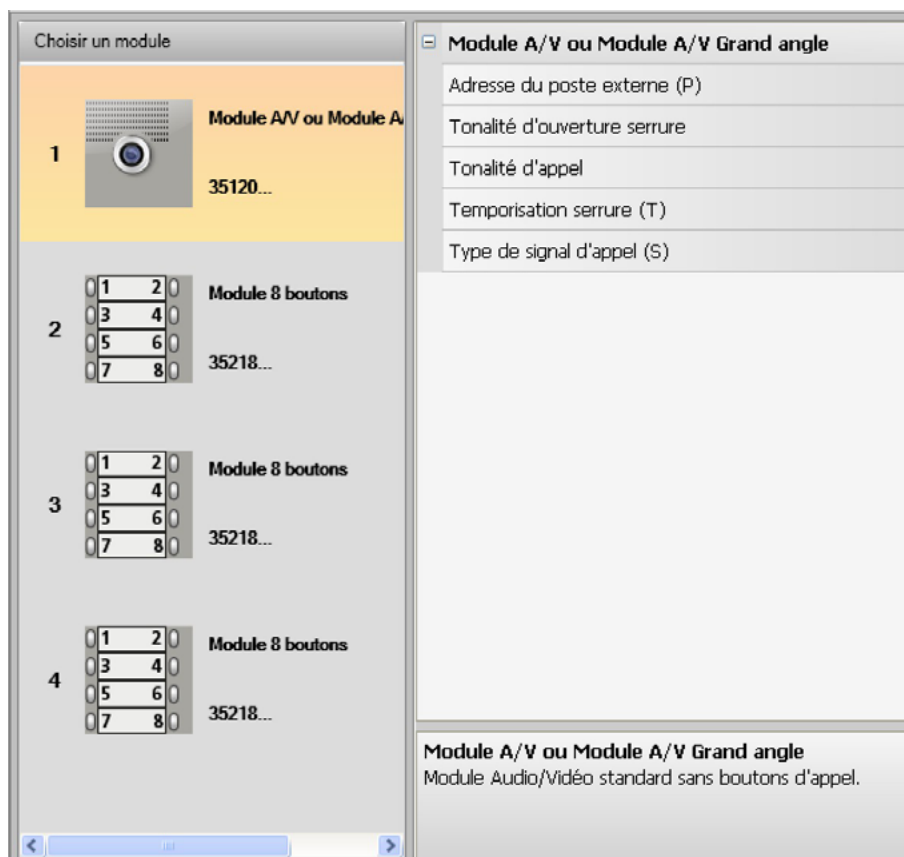 Choisir un module
1
Module A/V ou Module A/
35120...
2
1 2
3 4
5 6
7 8
Module 8 boutons
35218...
3
1 2
3 4
5 6
7 8
Module 8 boutons
35218...
4
1 2
3 4
5 6
7 8
Module 8 boutons
35218...
Module A/V ou Module A/V Grand angle
Adresse du poste externe (P)
Tonalité d'ouverture serrure
Tonalité d'appel
Temporisation serrure (T)
Type de signal d'appel (S)
Module A/V ou Module A/V Grand angle
Module Audio/Vidéo standard sans boutons d'appel.